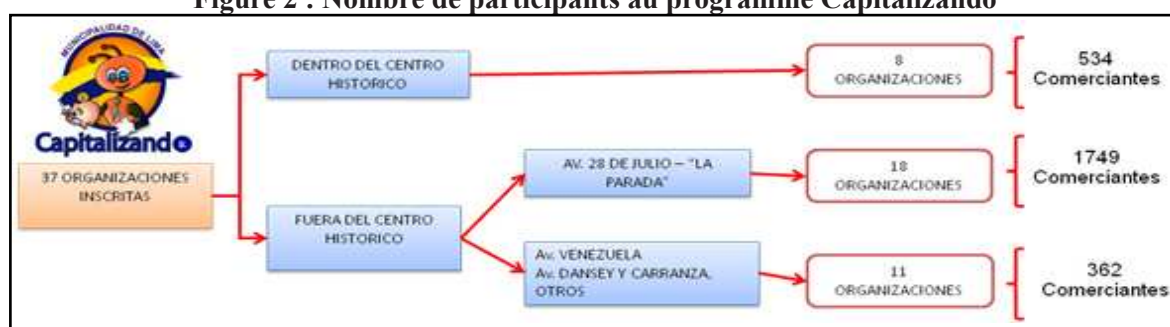 Figure 2 : Nombre de participants au programme Capitalizando
MUNICIPALIDAD DE LIMA
Capitalizando
37 ORGANIZACIONES
INSCRITAS
DENTRO DEL CENTRO
HISTORICO
8
ORGANIZACIONES
534
Comerciantes
FUERA DEL CENTRO
HISTORICO
AV. 28 DE JULIO – "LA
PARADA"
18
ORGANIZACIONES
1749
Comerciantes
Av. VENEZUELA
Av. DANSEY Y CARRANZA,
OTROS
11
ORGANIZACIONES
362
Comerciantes